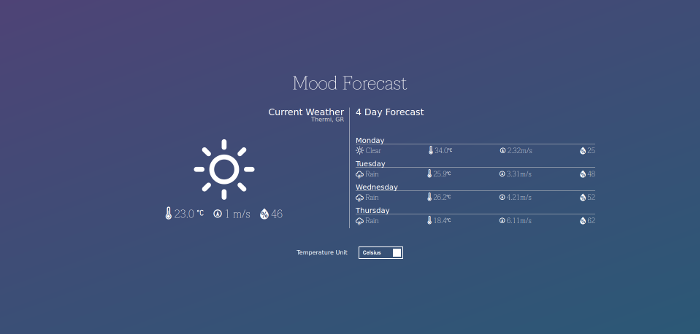 Mood Forecast
Current Weather
Thermi, GR
23.0 °C 1 m/s 46
4 Day Forecast
Monday
Clear 34.0°C 2.32m/s 25
Tuesday
Rain 25.9°C 3.31m/s 48
Wednesday
Rain 26.2°C 4.21m/s 52
Thursday
Rain 18.4°C 6.11m/s 62
Temperature Unit Celsius